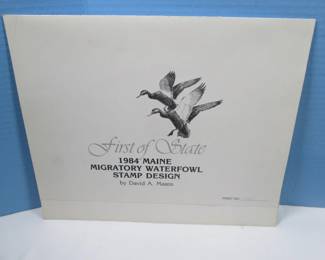 First of State
1984 MAINE
MIGRATORY WATERFOWL
STAMP DESIGN
by David A. Maass